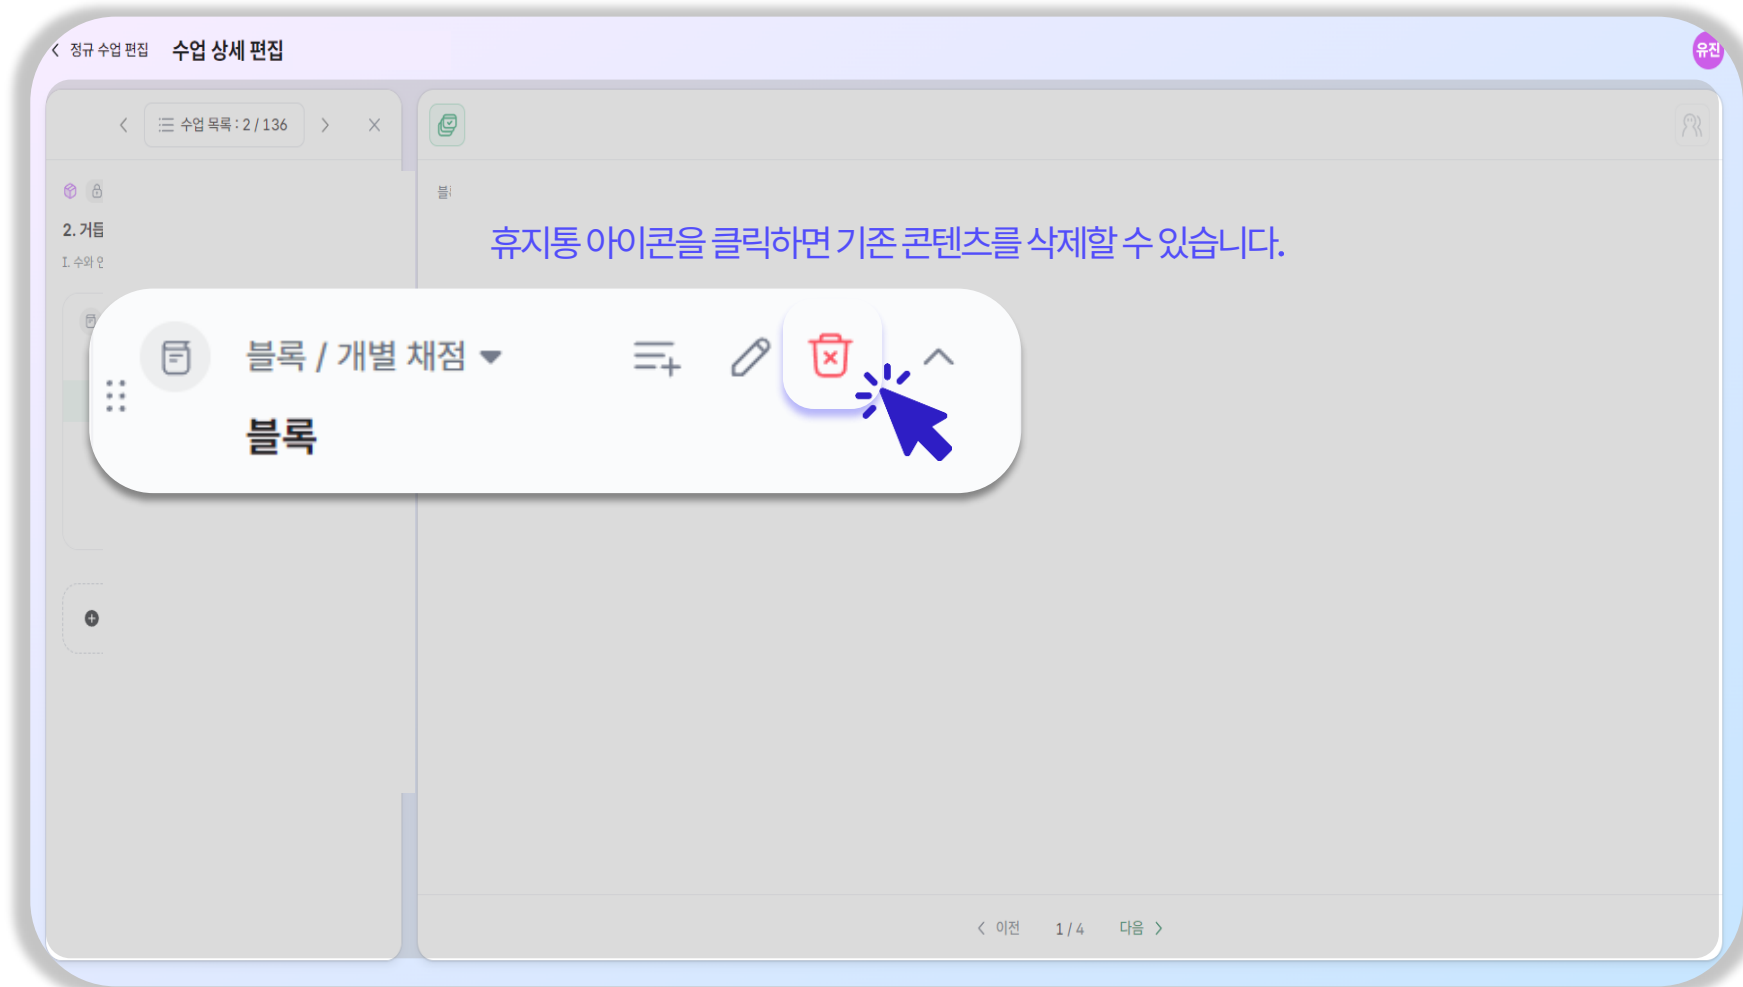 정규 수업 편집 수업 상세 편집 유진
수업 목록 : 2 / 136
2. 거듭
I. 수와
휴지통 아이콘을 클릭하면 기존 콘텐츠를 삭제할 수 있습니다.
블록 / 개별 채점
블록
이전 1 / 4 다음